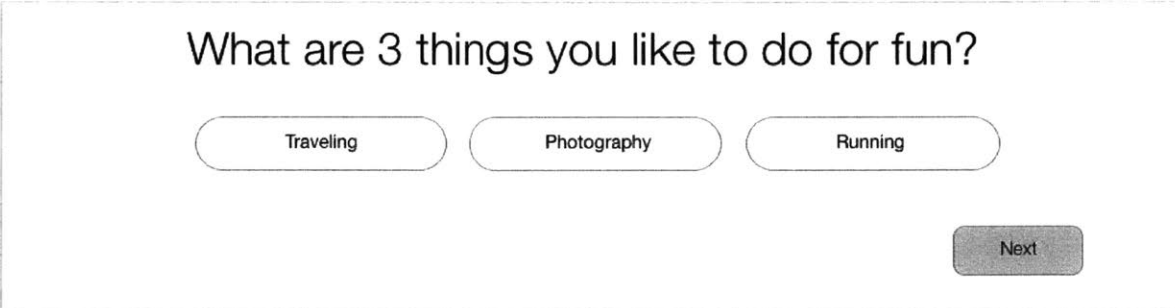 What are 3 things you like to do for fun?
Traveling Photography Running
Next